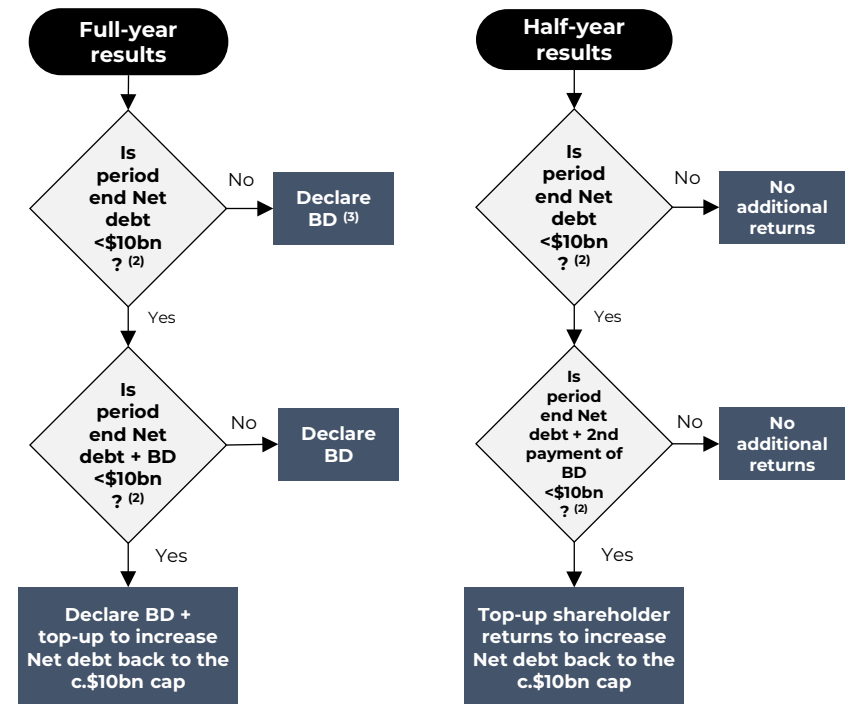 Full-year
results
Is
period
end Net
debt
<$10bn
? (2)
No
Declare
BD (3)
Yes
Is
period
end Net
debt + BD
<$10bn
? (2)
No
Declare
BD
Yes
Declare BD +
top-up to increase
Net debt back to the
c.$10bn cap
Half-year
results
Is
period
end Net
debt
<$10bn
? (2)
No
No
additional
returns
Yes
Is
period
end Net
debt + 2nd
payment of
BD
<$10bn
? (2)
No
No
additional
returns
Yes
Top-up shareholder
returns to increase
Net debt back to the
c.$10bn cap